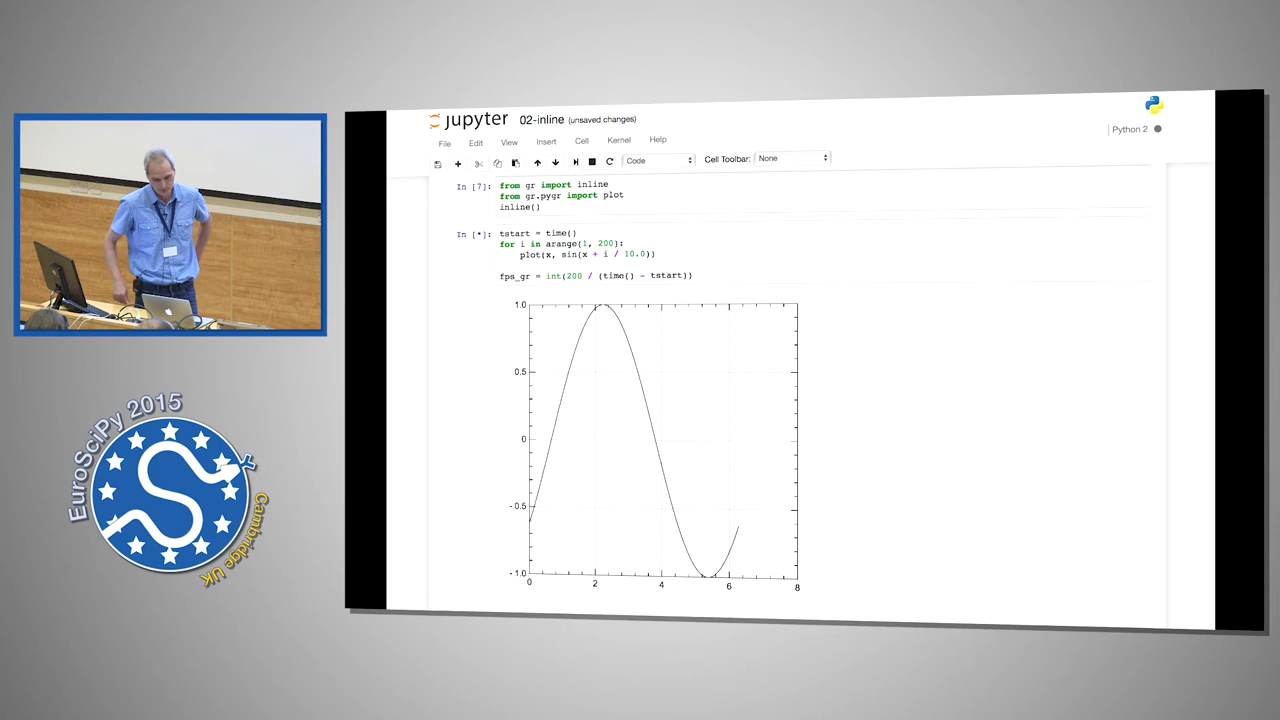 jupyter 02-inline (unsaved changes)
File Edit View Insert Cell Kernel Help
Python 2
Code
Cell Toolbar: None
In [7]: from gr import inline
from gr.pygr import plot
inline()
In [*]: tstart = time()
for i in arange(1, 200):
plot(x, sin(x + i / 10.0))
fps_gr = int(200 / (time() - tstart))
1.0
0.5
0
-0.5
-1.0
0 2 4 6 8
EuroSciPy 2015
Cambridge UK